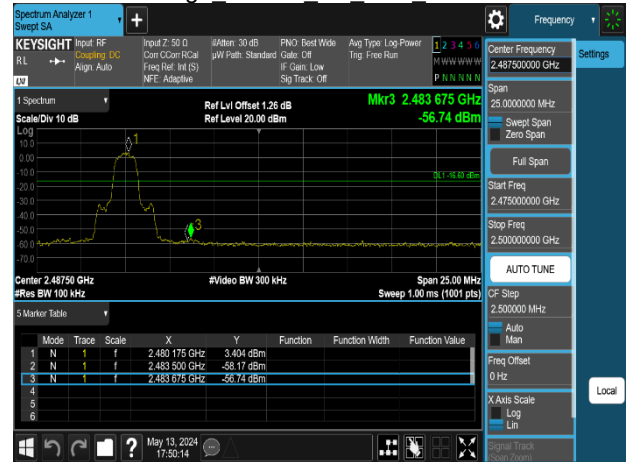 Spectrum Analyzer 1
Swept SA
Frequency
KEYSIGHT
RL
Input: RF
Coupling: DC
Align: Auto
Input Z: 50 Ω
Corr CCorr RCal
Freq Ref: Int (S)
NFE: Adaptive
#Atten: 30 dB
µW Path: Standard
PNO: Best Wide
Gate: Off
IF Gain: Low
Sig Track: Off
Avg Type: Log-Power
Trig: Free Run
1 2 3 4 5 6
M W W W W W
P N N N N N
LXI
1 Spectrum
Scale/Div 10 dB
Ref Lvl Offset 1.26 dB
Ref Level 20.00 dBm
Mkr3 2.483 675 GHz
-56.74 dBm
Log
10.0
0.00
-10.0
-20.0
-30.0
-40.0
-50.0
-60.0
-70.0
1
3
DL1 -16.60 dBm
Center 2.48750 GHz
#Res BW 100 kHz
#Video BW 300 kHz
Span 25.00 MHz
Sweep 1.00 ms (1001 pts)
5 Marker Table
Mode Trace Scale X Y Function Function Width Function Value
1 N 1 f 2.480 175 GHz 3.404 dBm
2 N 1 f 2.483 500 GHz -58.17 dBm
3 N 1 f 2.483 675 GHz -56.74 dBm
4
5
6
May 13, 2024
17:50:14
Center Frequency
2.487500000 GHz
Span
25.0000000 MHz
Swept Span
Zero Span
Full Span
Start Freq
2.475000000 GHz
Stop Freq
2.500000000 GHz
AUTO TUNE
CF Step
2.500000 MHz
Auto
Man
Freq Offset
0 Hz
X Axis Scale
Log
Lin
Signal Track
(Span Zoom)
Settings
Local